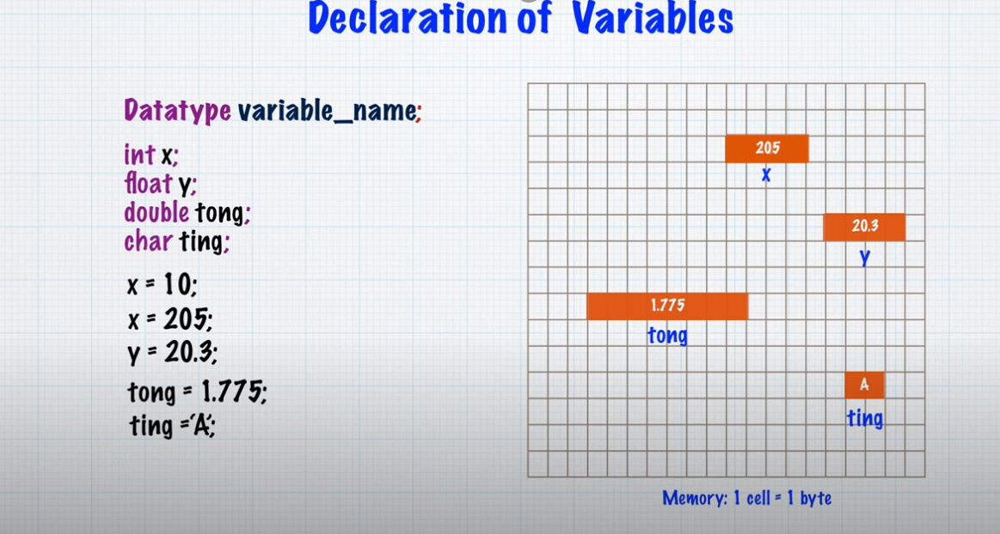 Declaration of Variables
Datatype variable_name;
int x;
float y;
double tong;
char ting;
x = 10;
x = 205;
y = 20.3;
tong = 1.775;
ting ='A';
205
x
20.3
y
1.775
tong
A
ting
Memory: 1 cell = 1 byte